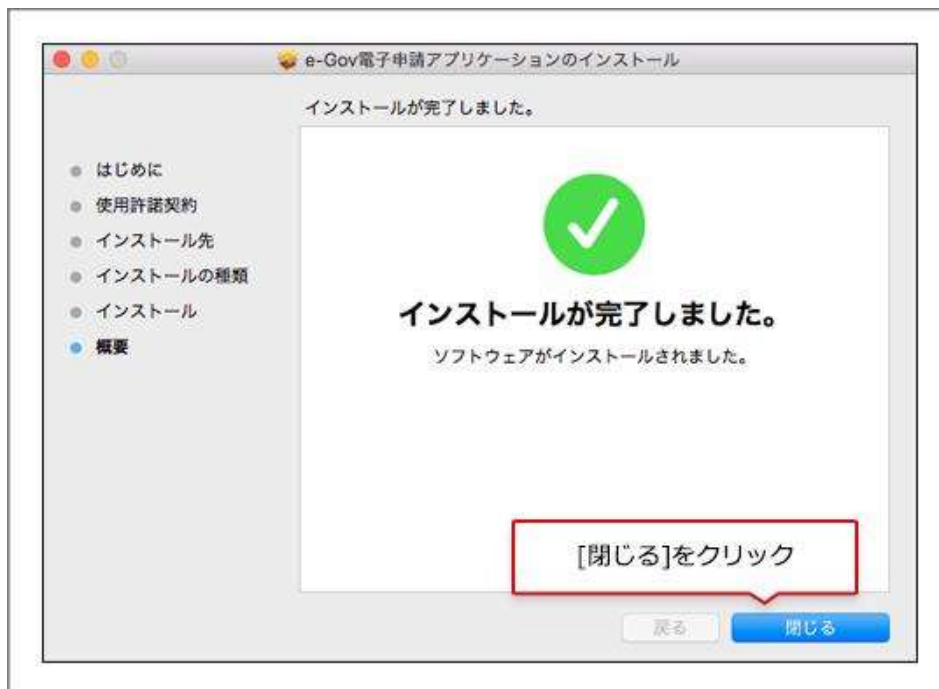 e-Gov電子申請アプリケーションのインストール
インストールが完了しました。
はじめに
使用許諾契約
インストール先
インストールの種類
インストール
概要
インストールが完了しました。
ソフトウェアがインストールされました。
[閉じる]をクリック
戻る
閉じる